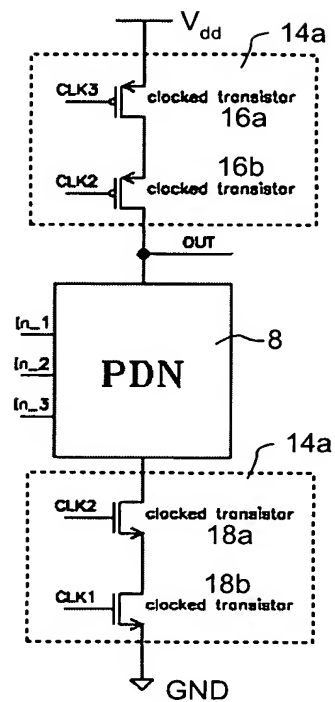 Vdd
14a
CLK3
clocked transistor
16a
CLK2
16b
clocked transistor
OUT
In_1
In_2
In_3
PDN
8
14a
CLK2
clocked transistor
18a
CLK1
18b
clocked transistor
GND